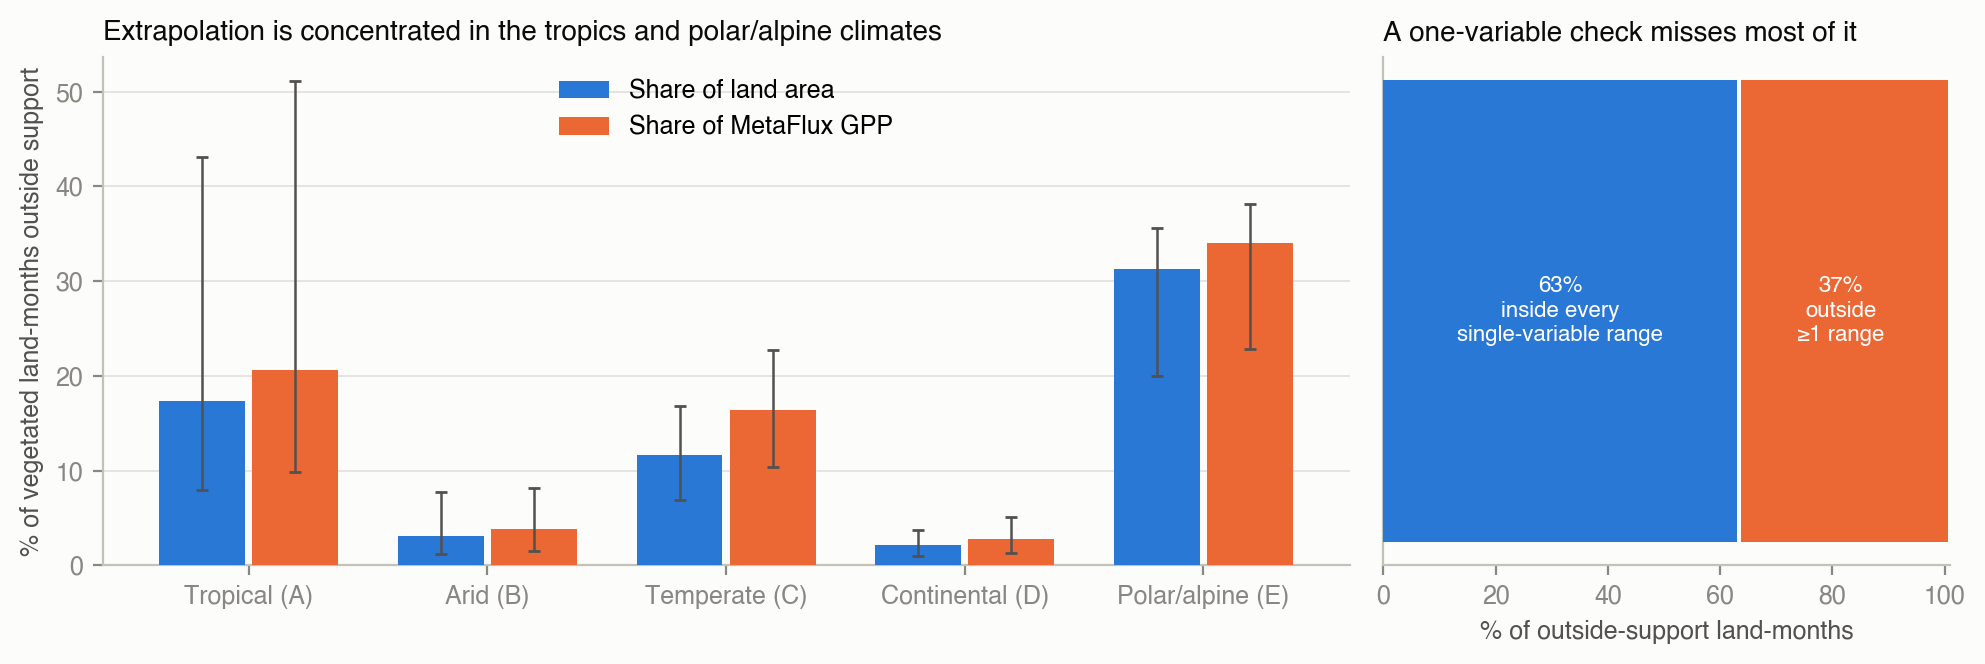 Extrapolation is concentrated in the tropics and polar/alpine climates
% of vegetated land-months outside support
50
40
30
20
10
0
Share of land area
Share of MetaFlux GPP
Tropical (A)
Arid (B)
Temperate (C)
Continental (D)
Polar/alpine (E)
A one-variable check misses most of it
63%
inside every
single-variable range
37%
outside
≥1 range
0
20
40
60
80
100
% of outside-support land-months